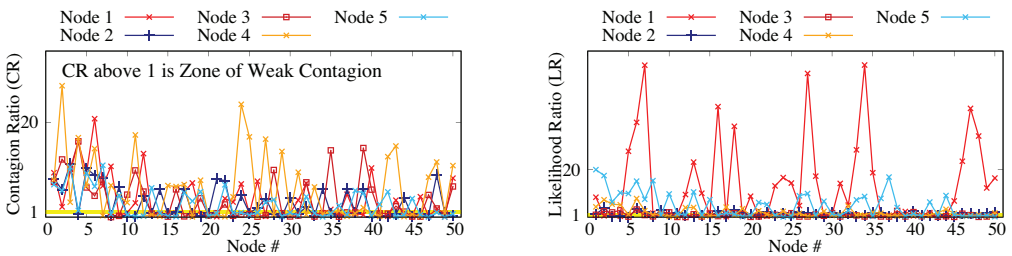 Node 1 Node 3 Node 5
Node 2 Node 4
CR above 1 is Zone of Weak Contagion
Contagion Ratio (CR)
20
1
0 5 10 15 20 25 30 35 40 45 50
Node #
Node 1 Node 3 Node 5
Node 2 Node 4
Likelihood Ratio (LR)
20
1
0 5 10 15 20 25 30 35 40 45 50
Node #